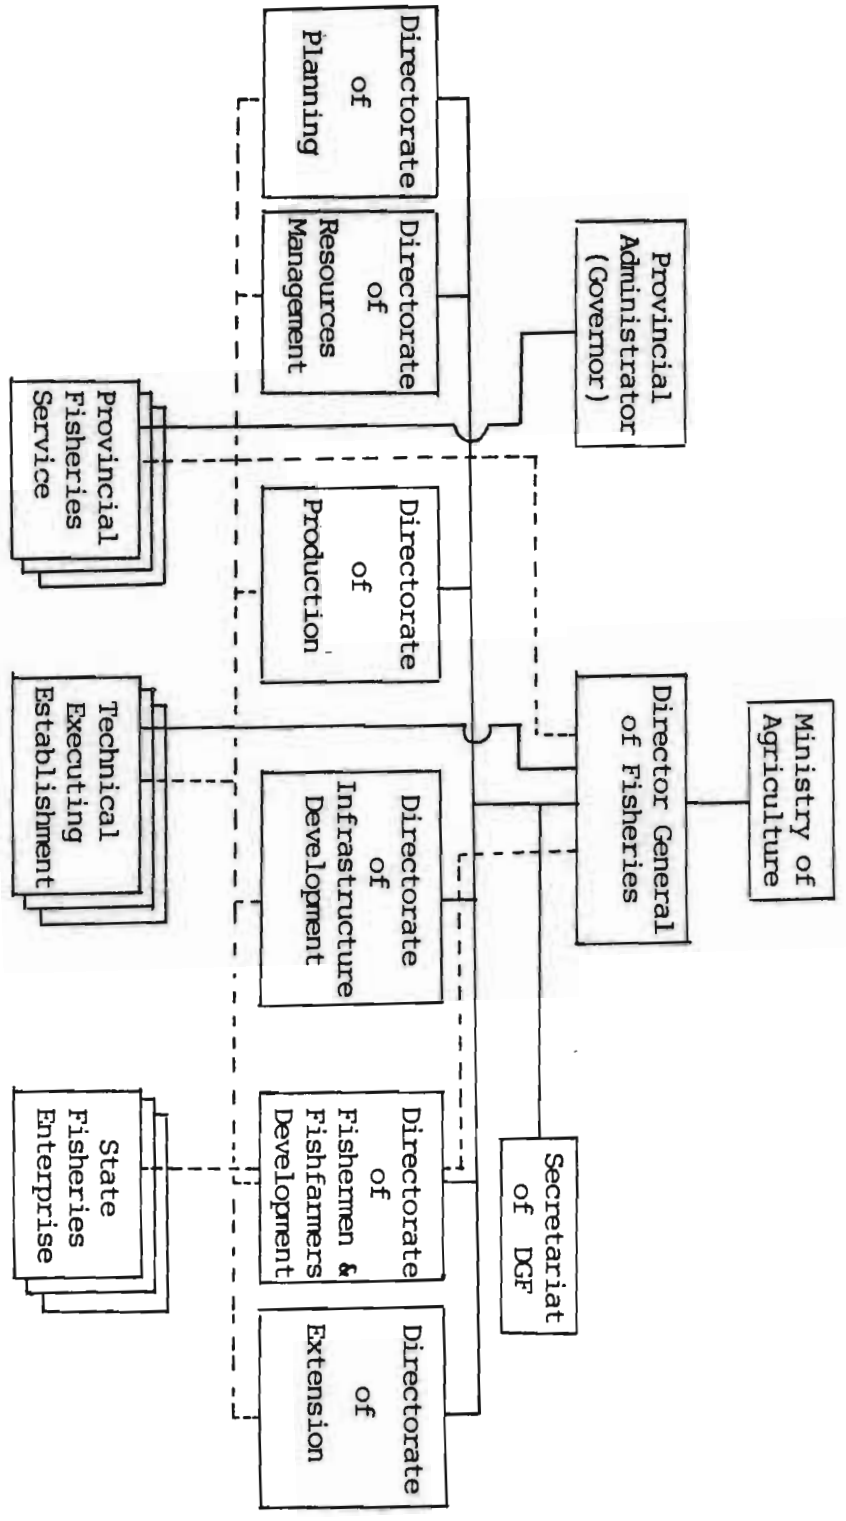 Ministry of
Agriculture
Provincial
Administrator
(Governor)
Director General
of Fisheries
Secretariat
of DGF
Directorate
of
Planning
Directorate
of
Resources
Management
Directorate
of
Production
Directorate
of
Infrastructure
Development
Directorate
of
Fishermen &
Fishfarmers
Development
Directorate
of
Extension
Provincial
Fisheries
Service
Technical
Executing
Establishment
State
Fisheries
Enterprise